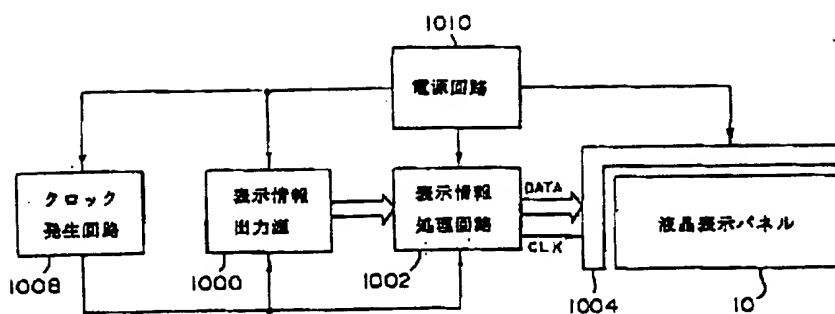 1010
電源回路
クロック
発生回路
1008
表示情報
出力源
1000
表示情報
処理回路
1002
DATA
CLK
1004
液晶表示パネル
10